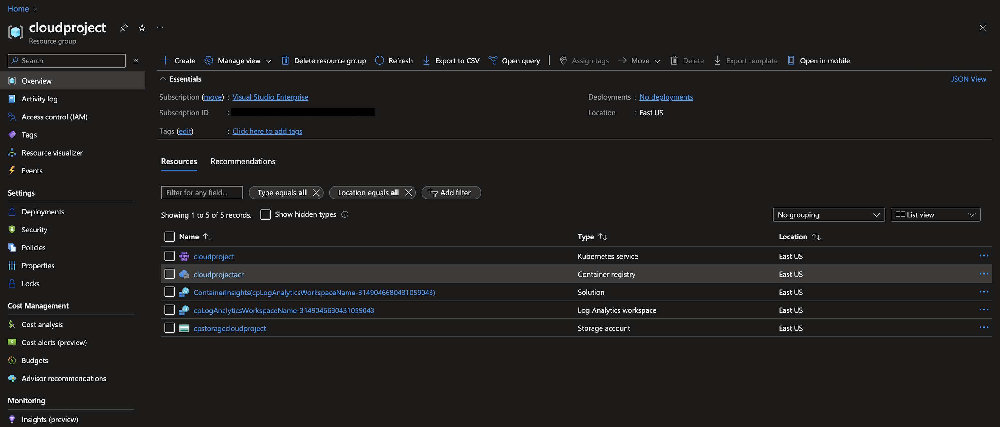 Home
cloudproject
Resource group
Search
Overview
Activity log
Access control (IAM)
Tags
Resource visualizer
Events
Settings
Deployments
Security
Policies
Properties
Locks
Cost Management
Cost analysis
Cost alerts (preview)
Budgets
Advisor recommendations
Monitoring
Insights (preview)
Create Manage view Delete resource group Refresh Export to CSV Open query Assign tags Move Delete Export template Open in mobile
Essentials JSON View
Subscription (move) : Visual Studio Enterprise Deployments : No deployments
Subscription ID : Location : East US
Tags (edit) : Click here to add tags
Resources Recommendations
Filter for any field... Type equals all Location equals all Add filter
Showing 1 to 5 of 5 records. Show hidden types No grouping List view
Name Type Location
cloudproject Kubernetes service East US
cloudprojectacr Container registry East US
ContainerInsights(cpLogAnalyticsWorkspaceName-3149046680431059043) Solution East US
cpLogAnalyticsWorkspaceName-3149046680431059043 Log Analytics workspace East US
cpstoragecloudproject Storage account East US